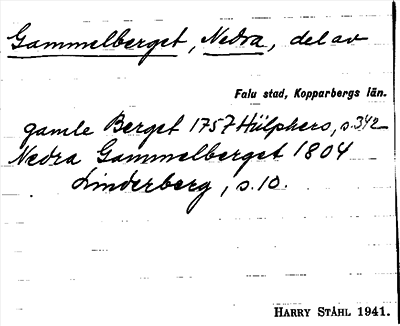 Gammelberget, Nedra, del av
Falu stad, Kopparbergs län.
gamle Berget 1757 Hülphers, s.342
Nedra Gammelberget 1804
Linderberg, s.10.
HARRY STÅHL 1941.